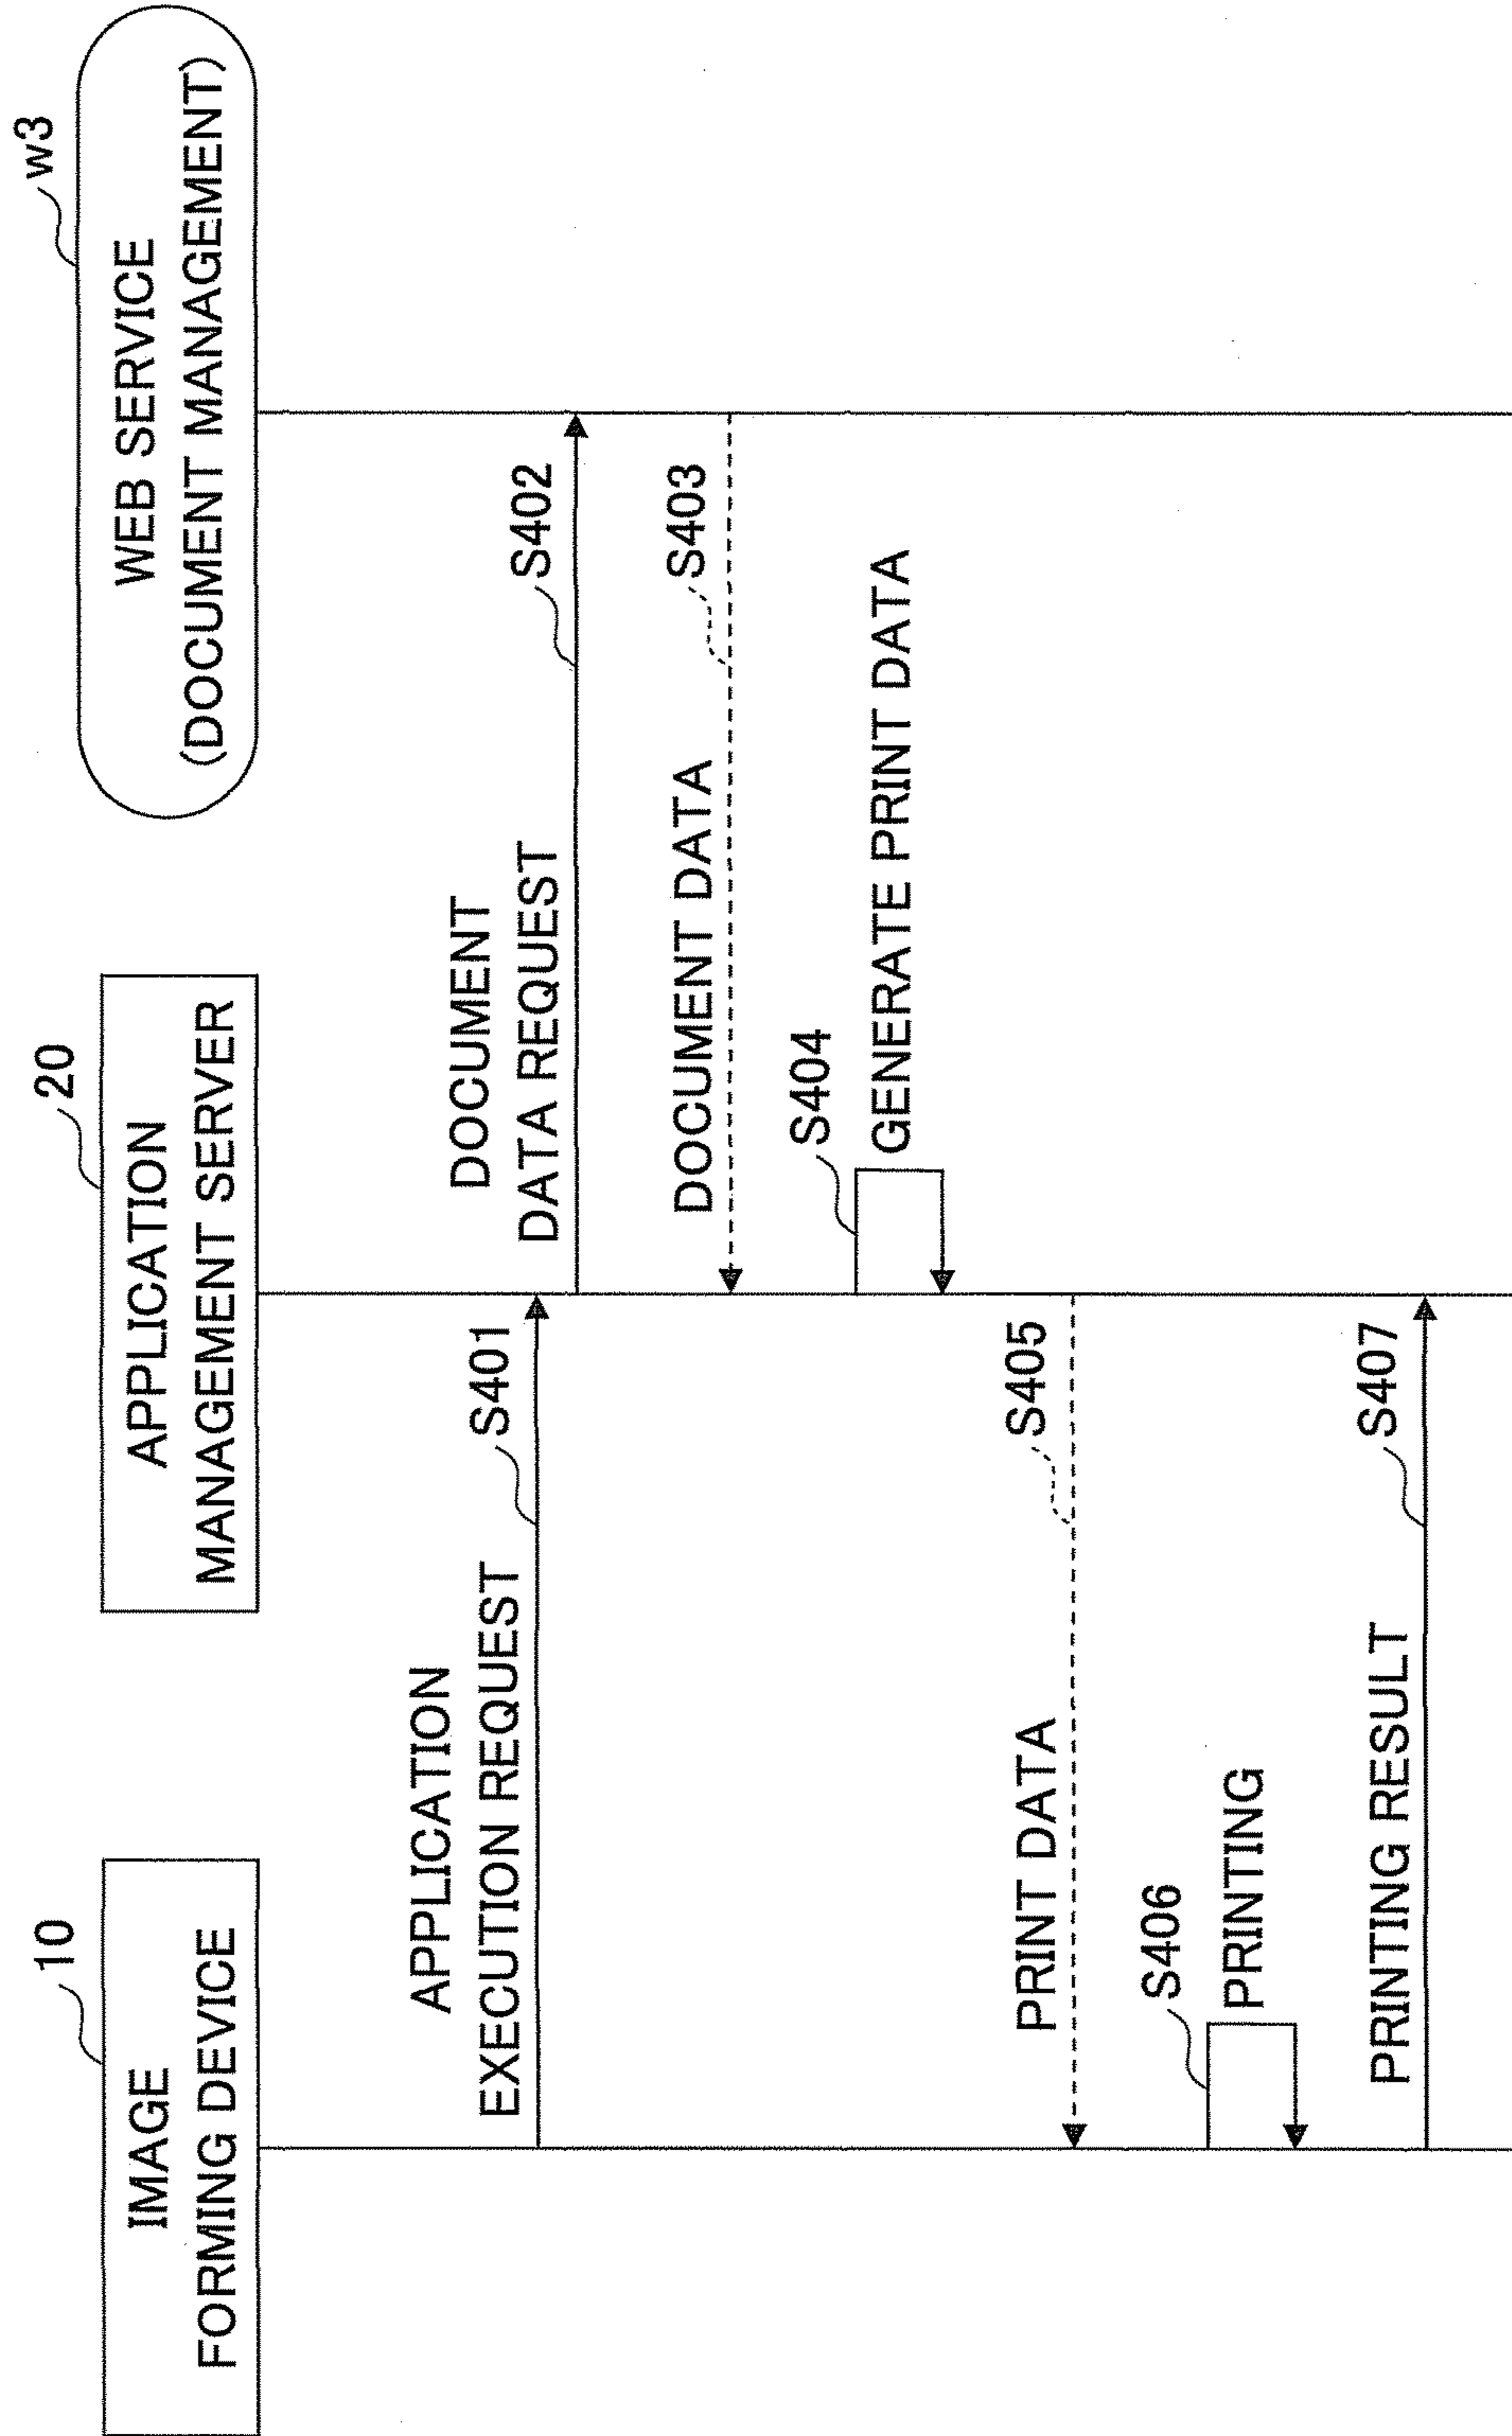 10
IMAGE
FORMING DEVICE
20
APPLICATION
MANAGEMENT SERVER
w3
WEB SERVICE
(DOCUMENT MANAGEMENT)
APPLICATION
EXECUTION REQUEST
S401
DOCUMENT
DATA REQUEST
S402
DOCUMENT DATA
S403
S404
GENERATE PRINT DATA
PRINT DATA
S405
S406
PRINTING
PRINTING RESULT
S407